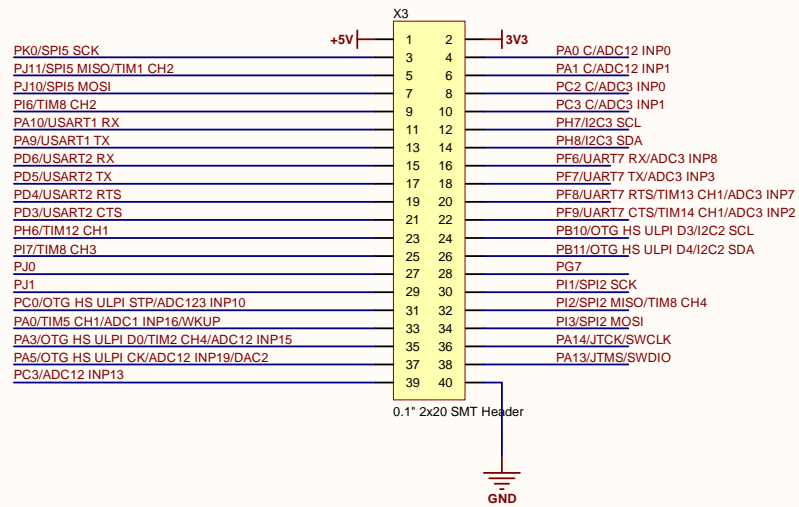 X3
+5V 1 2 3V3
PK0/SPI5 SCK 3 4 PA0 C/ADC12 INP0
PJ11/SPI5 MISO/TIM1 CH2 5 6 PA1 C/ADC12 INP1
PJ10/SPI5 MOSI 7 8 PC2 C/ADC3 INP0
PI6/TIM8 CH2 9 10 PC3 C/ADC3 INP1
PA10/USART1 RX 11 12 PH7/I2C3 SCL
PA9/USART1 TX 13 14 PH8/I2C3 SDA
PD6/USART2 RX 15 16 PF6/UART7 RX/ADC3 INP8
PD5/USART2 TX 17 18 PF7/UART7 TX/ADC3 INP3
PD4/USART2 RTS 19 20 PF8/UART7 RTS/TIM13 CH1/ADC3 INP7
PD3/USART2 CTS 21 22 PF9/UART7 CTS/TIM14 CH1/ADC3 INP2
PH6/TIM12 CH1 23 24 PB10/OTG HS ULPI D3/I2C2 SCL
PI7/TIM8 CH3 25 26 PB11/OTG HS ULPI D4/I2C2 SDA
PJ0 27 28 PG7
PJ1 29 30 PI1/SPI2 SCK
PC0/OTG HS ULPI STP/ADC123 INP10 31 32 PI2/SPI2 MISO/TIM8 CH4
PA0/TIM5 CH1/ADC1 INP16/WKUP 33 34 PI3/SPI2 MOSI
PA3/OTG HS ULPI D0/TIM2 CH4/ADC12 INP15 35 36 PA14/JTCK/SWCLK
PA5/OTG HS ULPI CK/ADC12 INP19/DAC2 37 38 PA13/JTMS/SWDIO
PC3/ADC12 INP13 39 40
0.1" 2x20 SMT Header
GND